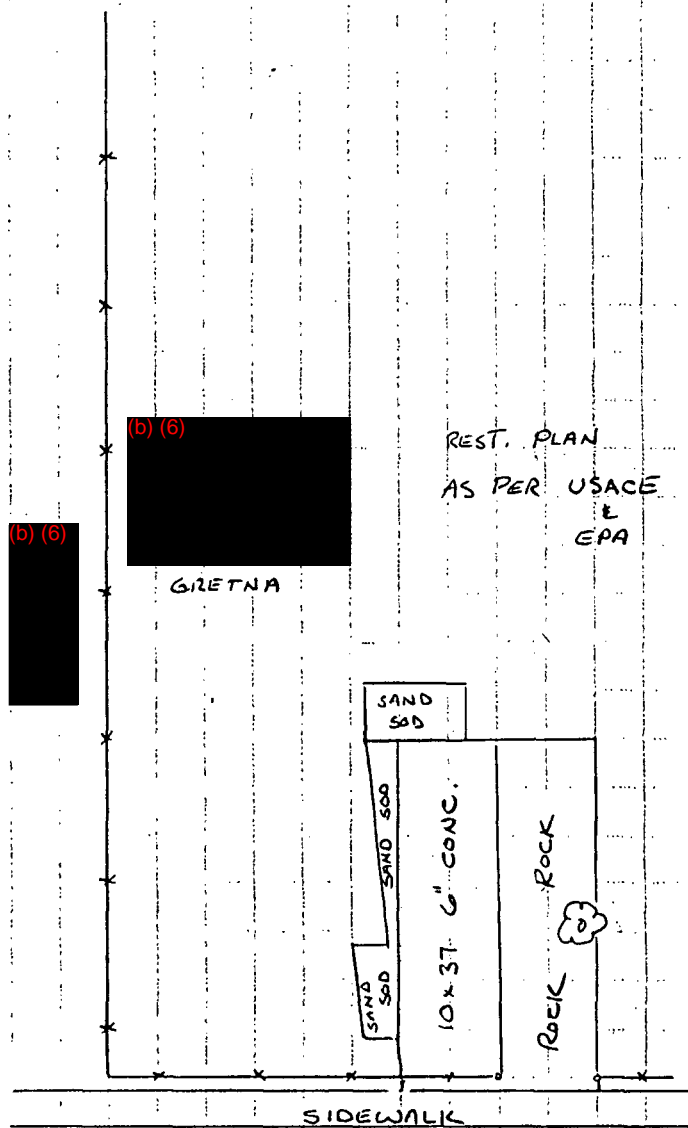 (b) (6)
REST. PLAN
AS PER USACE
&
EPA
(b) (6)
GRETNA
SAND
SOD
SAND SOD
10 x 37 6" CONC.
ROCK
ROCK
SAND
SOD
SIDEWALK